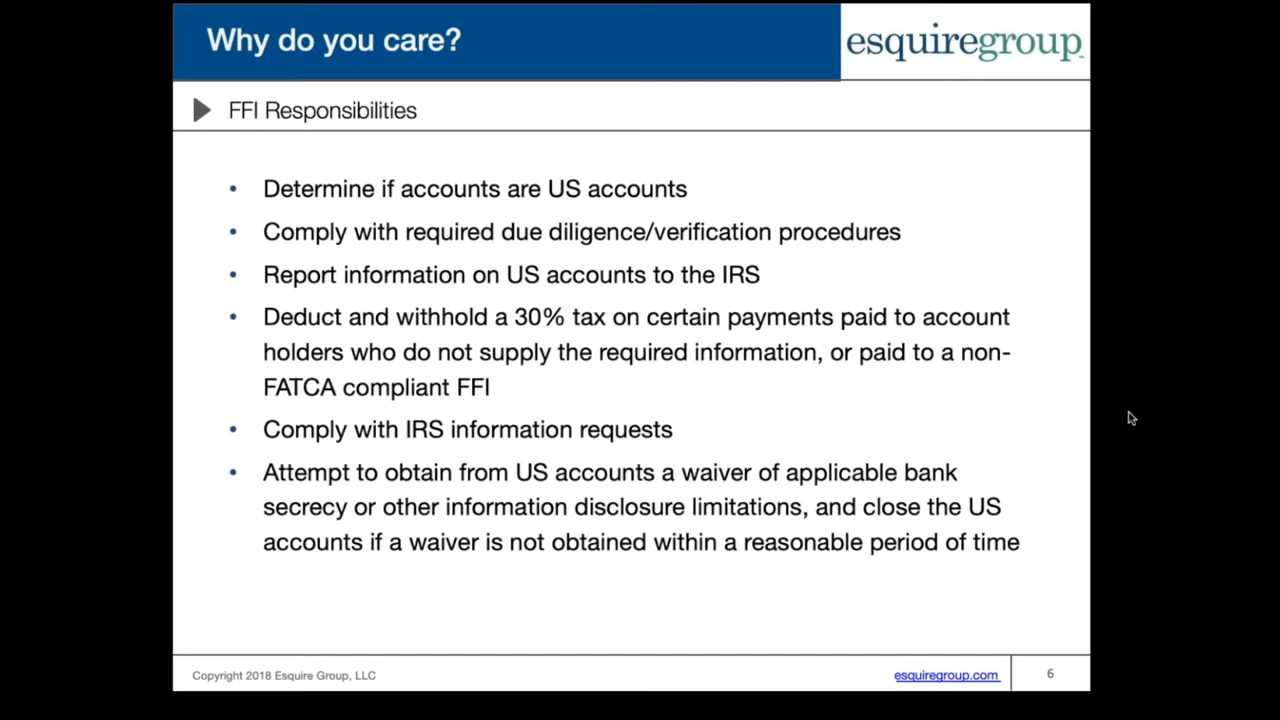 Why do you care?
esquiregroup
FFI Responsibilities
• Determine if accounts are US accounts
• Comply with required due diligence/verification procedures
• Report information on US accounts to the IRS
• Deduct and withhold a 30% tax on certain payments paid to account
holders who do not supply the required information, or paid to a non-
FATCA compliant FFI
• Comply with IRS information requests
• Attempt to obtain from US accounts a waiver of applicable bank
secrecy or other information disclosure limitations, and close the US
accounts if a waiver is not obtained within a reasonable period of time
Copyright 2018 Esquire Group, LLC
esquiregroup.com
6